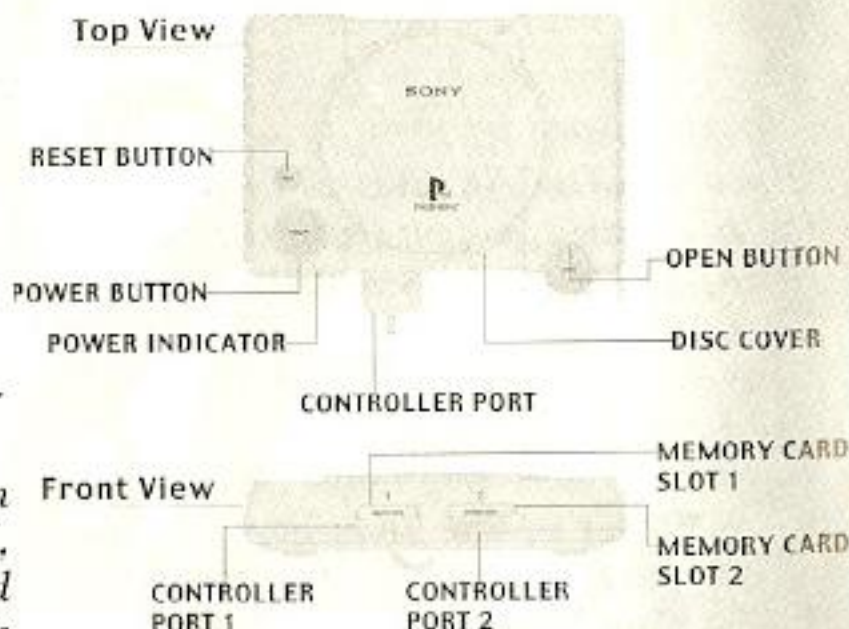 Top View
SONY
RESET BUTTON
OPEN BUTTON
POWER BUTTON
POWER INDICATOR
DISC COVER
CONTROLLER PORT
MEMORY CARD
SLOT 1
Front View
MEMORY CARD
SLOT 2
CONTROLLER
PORT 1
CONTROLLER
PORT 2